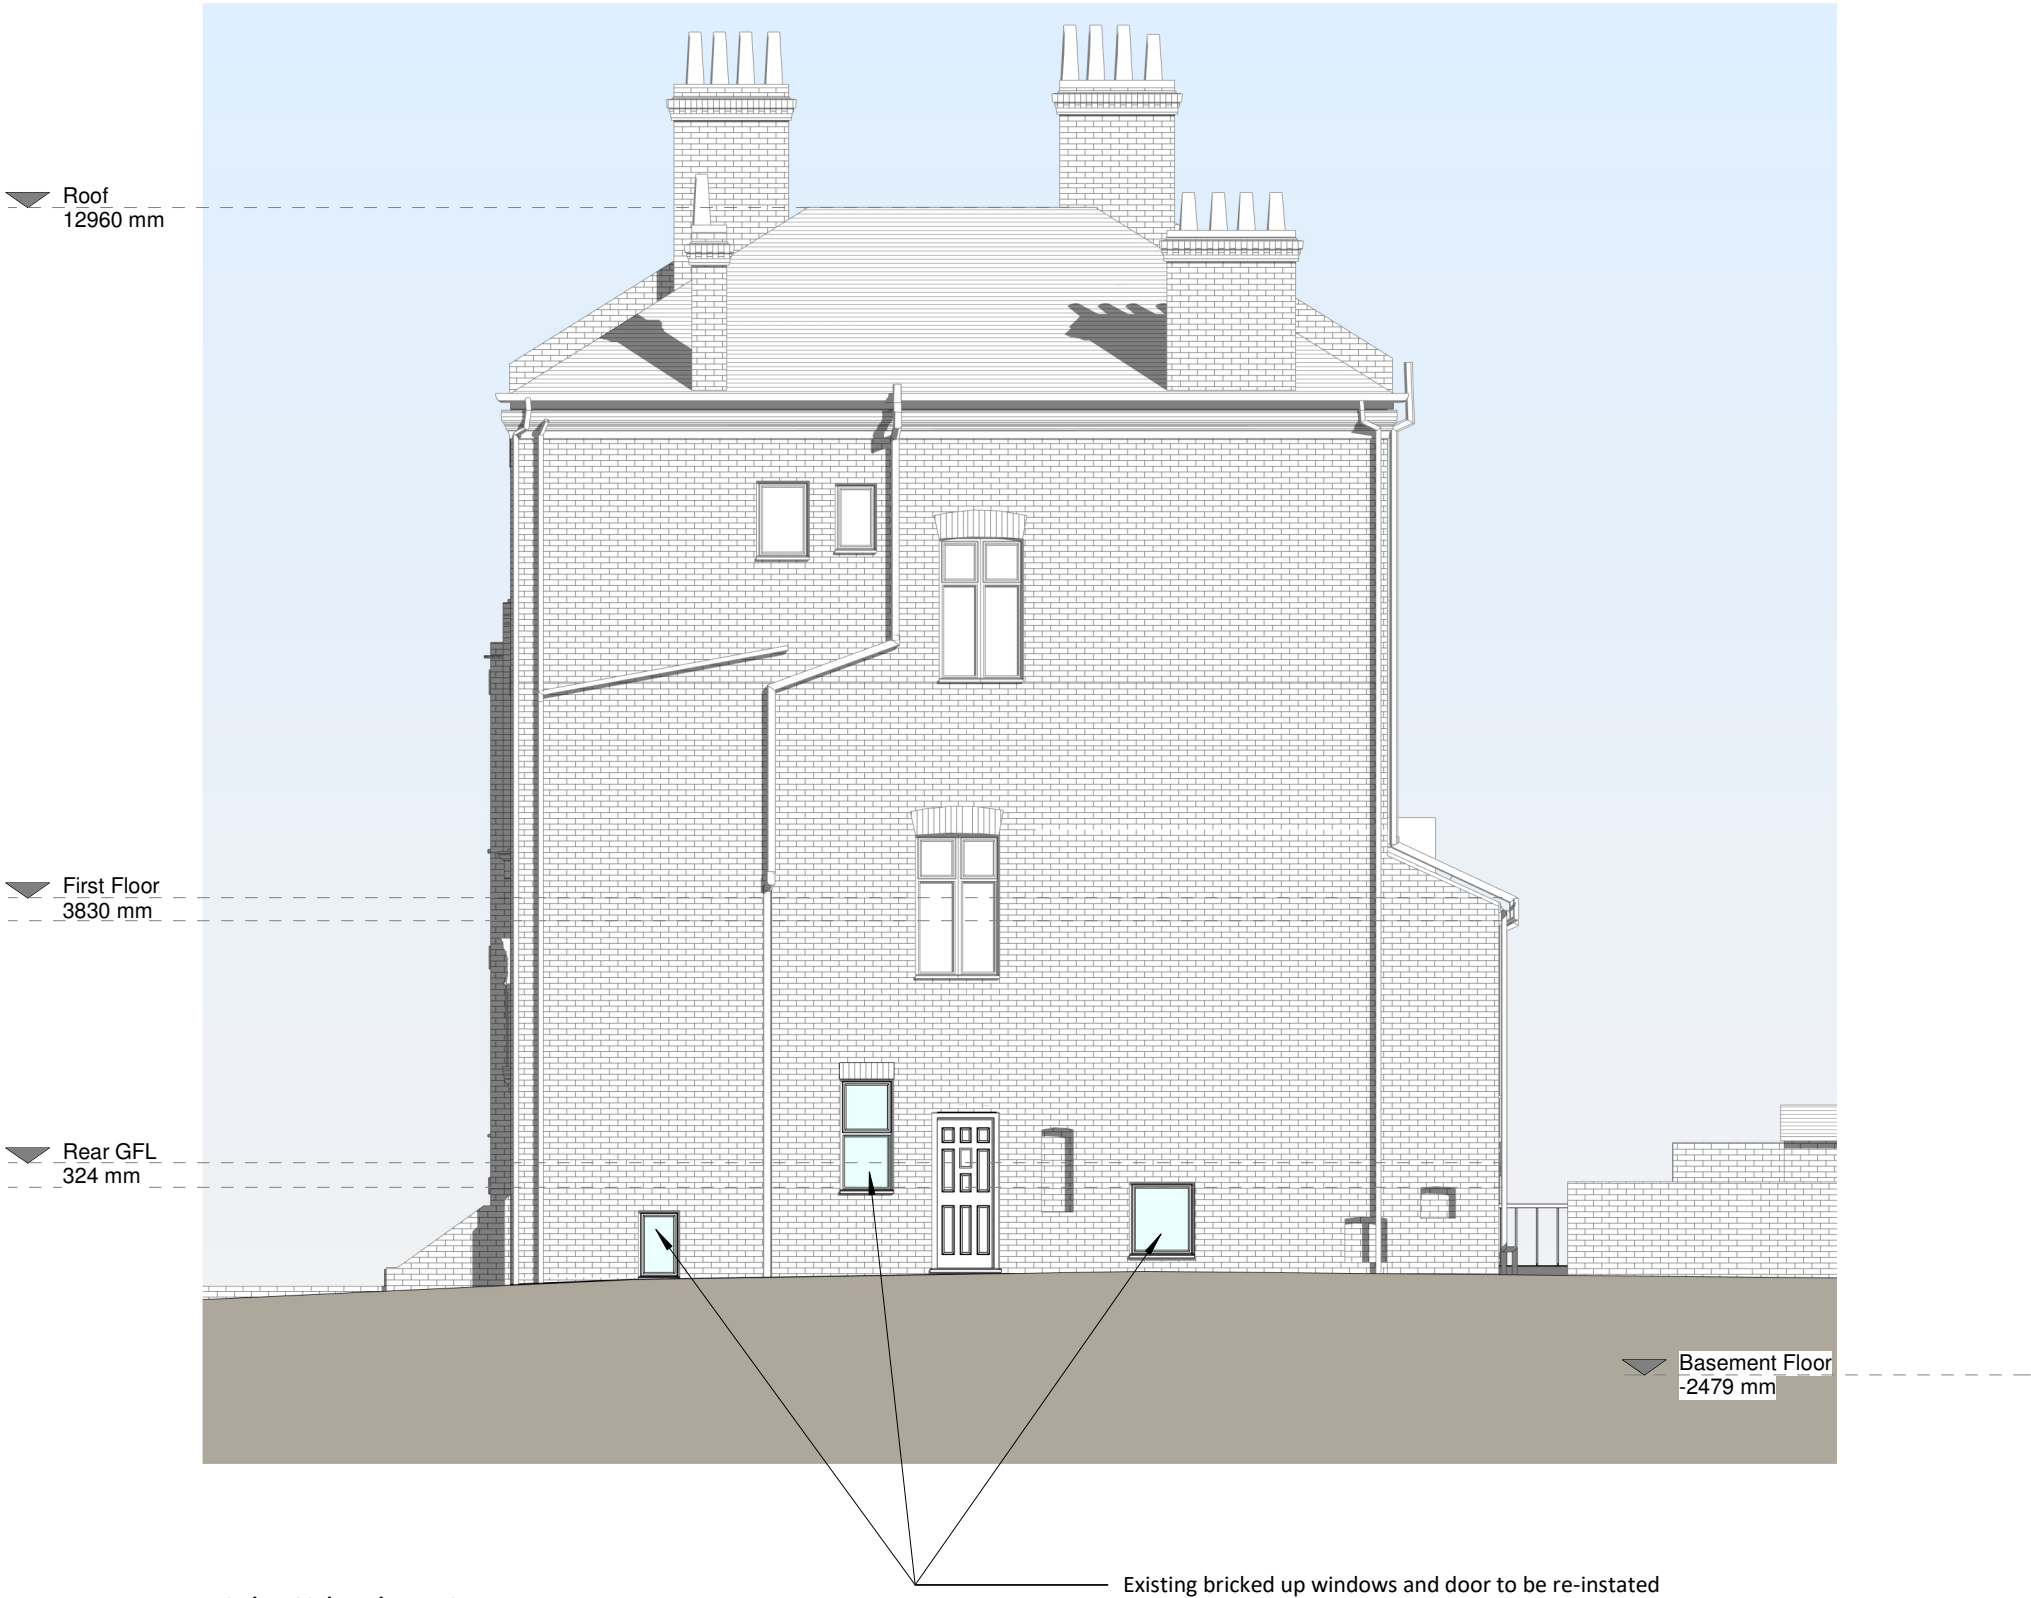 Roof
12960 mm
First Floor
3830 mm
Rear GFL
324 mm
Basement Floor
-2479 mm
Existing bricked up windows and door to be re-instated